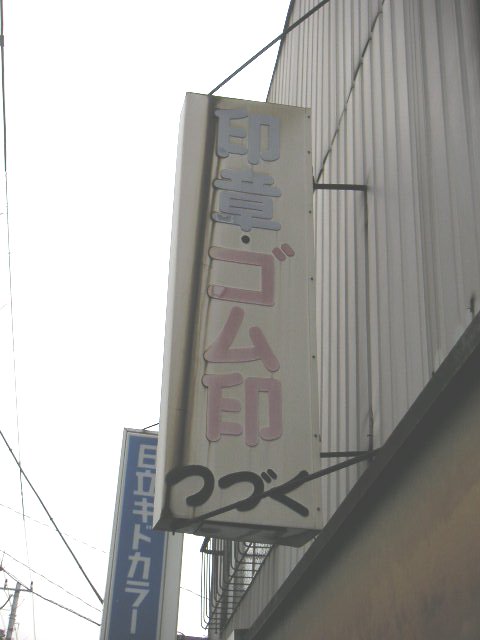 印章・ゴム印
つづく
日立キドカラー